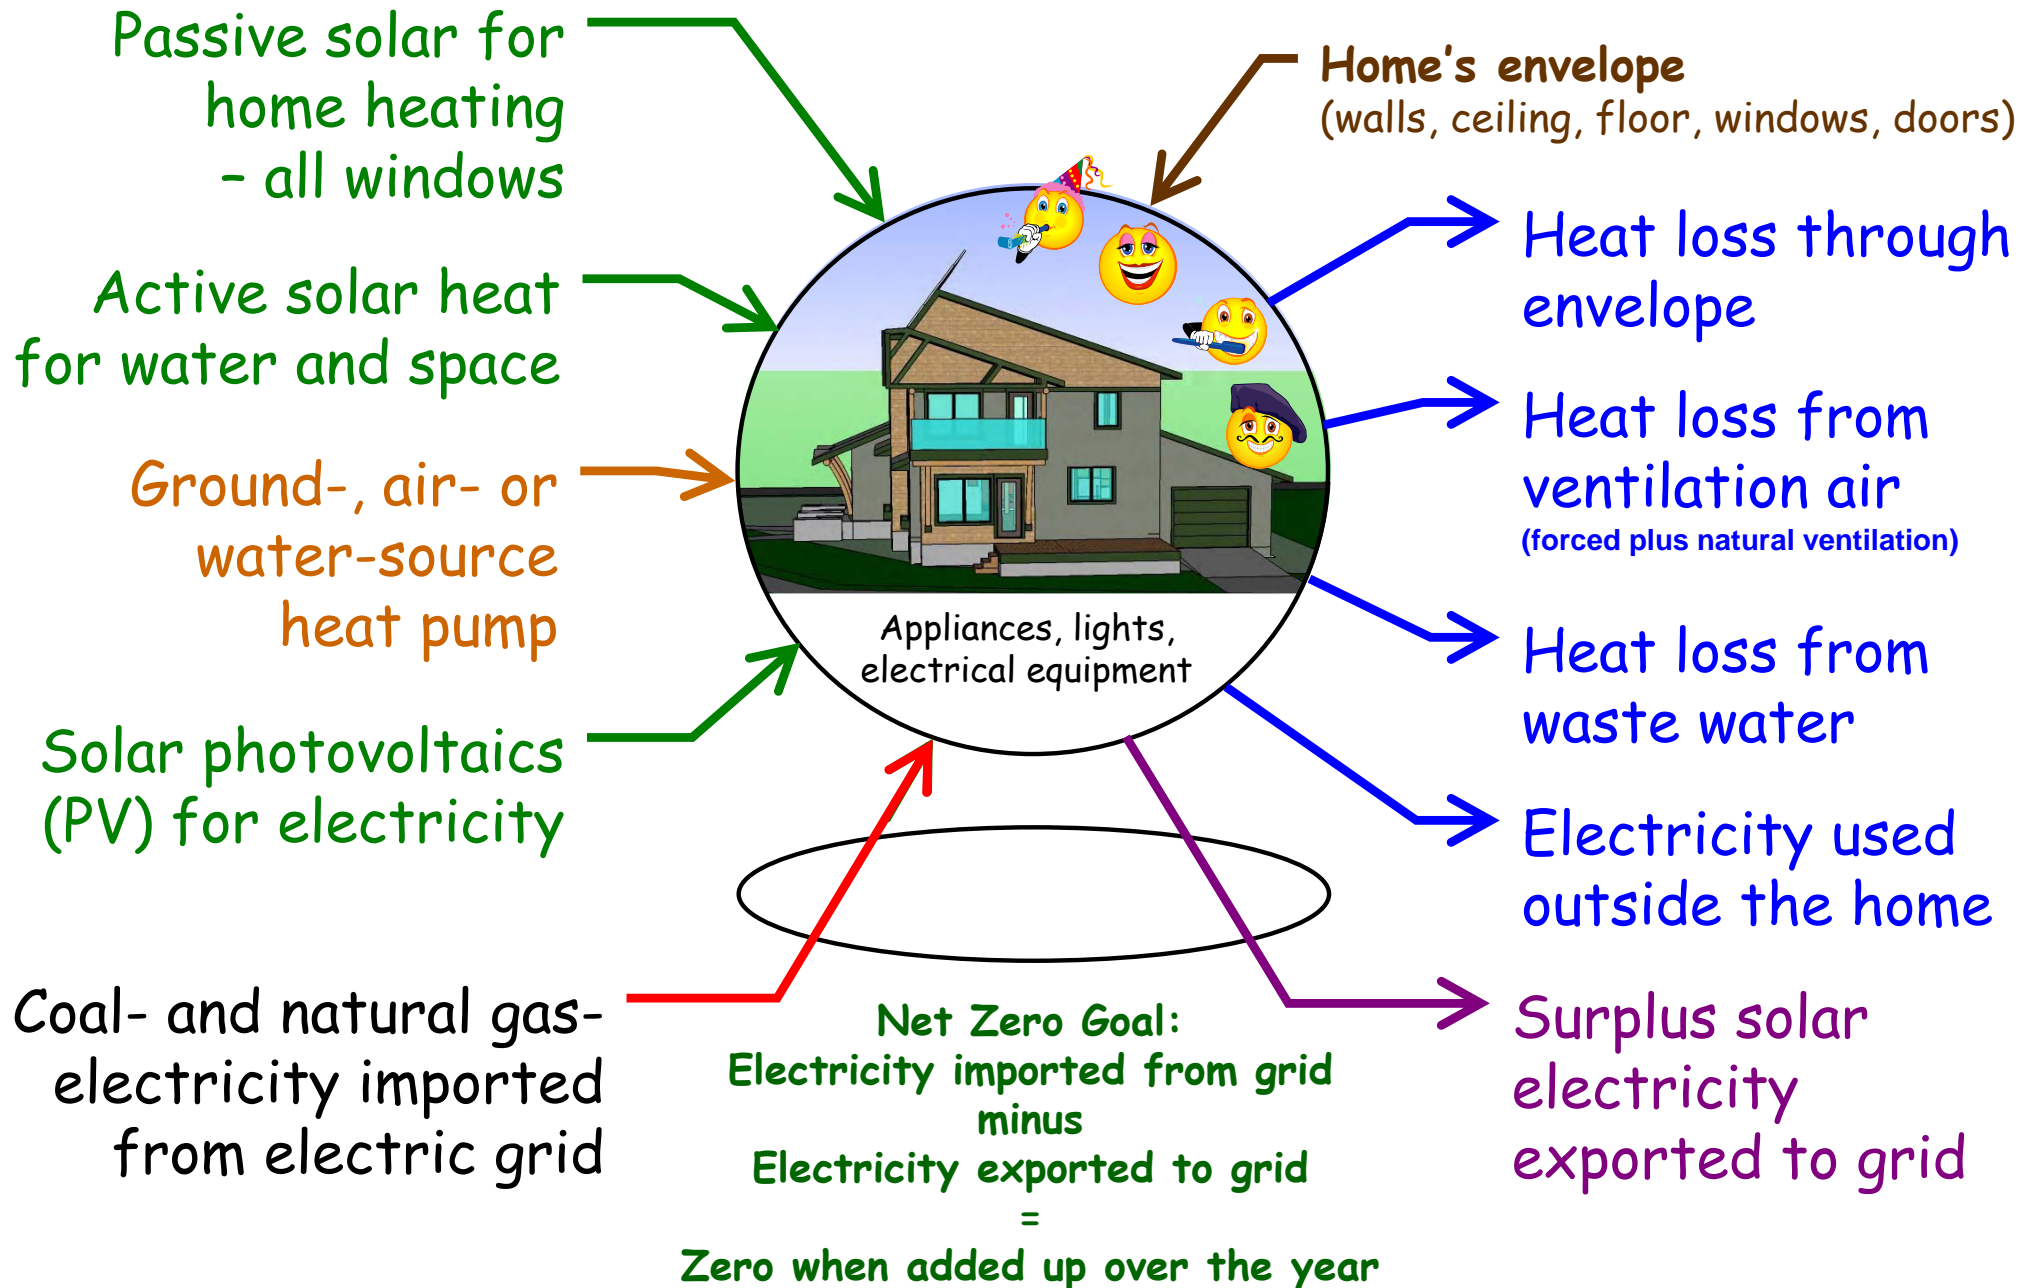 Passive solar for
home heating
– all windows
Active solar heat
for water and space
Ground-, air- or
water-source
heat pump
Solar photovoltaics
(PV) for electricity
Coal- and natural gas-
electricity imported
from electric grid
Appliances, lights,
electrical equipment
Net Zero Goal:
Electricity imported from grid
minus
Electricity exported to grid
=
Zero when added up over the year
Home's envelope
(walls, ceiling, floor, windows, doors)
Heat loss through
envelope
Heat loss from
ventilation air
(forced plus natural ventilation)
Heat loss from
waste water
Electricity used
outside the home
Surplus solar
electricity
exported to grid